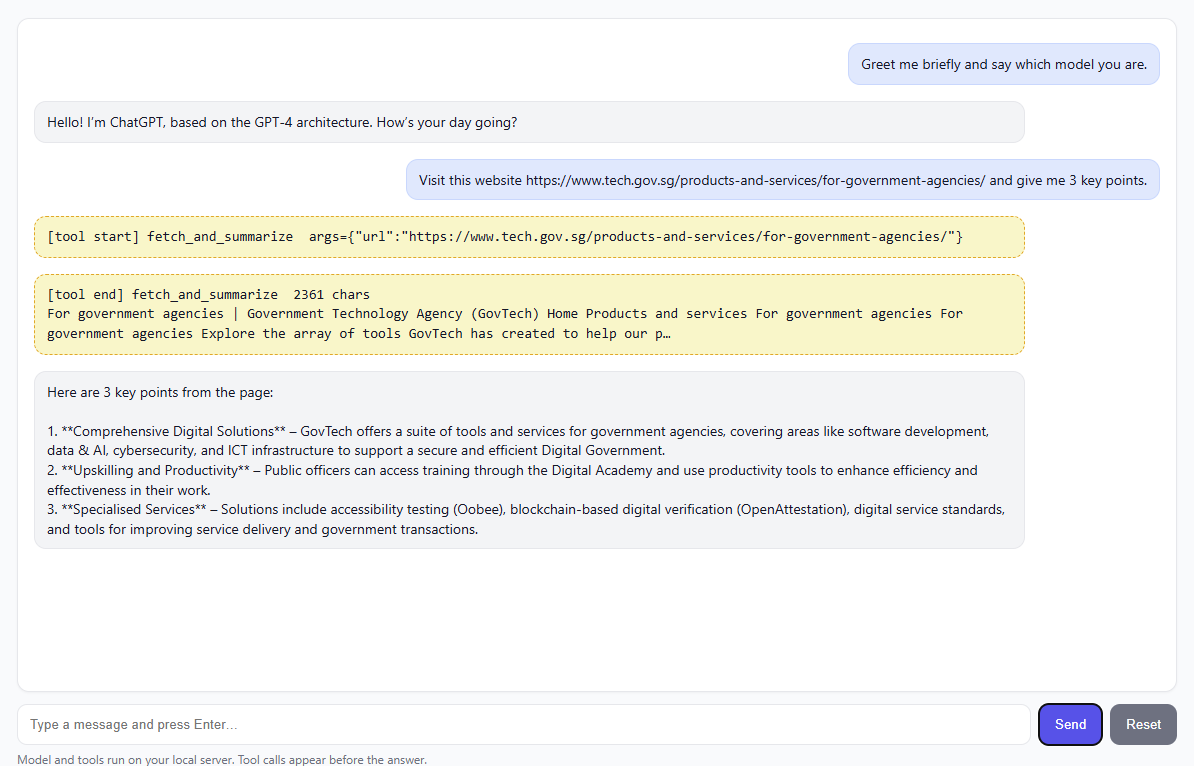 Greet me briefly and say which model you are.
Hello! I’m ChatGPT, based on the GPT-4 architecture. How’s your day going?
Visit this website https://www.tech.gov.sg/products-and-services/for-government-agencies/ and give me 3 key points.
[tool start] fetch_and_summarize  args={"url":"https://www.tech.gov.sg/products-and-services/for-government-agencies/"}
[tool end] fetch_and_summarize  2361 chars
For government agencies | Government Technology Agency (GovTech) Home Products and services For government agencies For
government agencies Explore the array of tools GovTech has created to help our p…
Here are 3 key points from the page:
1. **Comprehensive Digital Solutions** – GovTech offers a suite of tools and services for government agencies, covering areas like software development,
data & AI, cybersecurity, and ICT infrastructure to support a secure and efficient Digital Government.
2. **Upskilling and Productivity** – Public officers can access training through the Digital Academy and use productivity tools to enhance efficiency and
effectiveness in their work.
3. **Specialised Services** – Solutions include accessibility testing (Oobee), blockchain-based digital verification (OpenAttestation), digital service standards,
and tools for improving service delivery and government transactions.
Type a message and press Enter...
Send
Reset
Model and tools run on your local server. Tool calls appear before the answer.